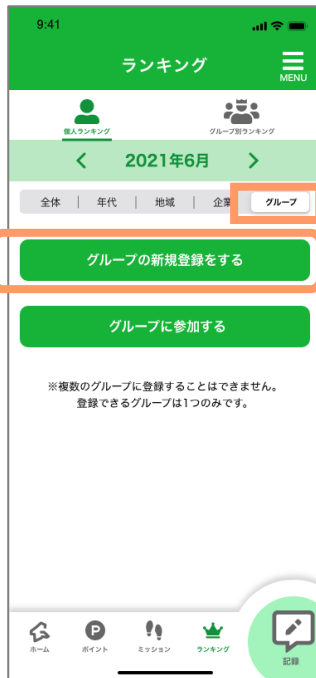 9:41
ランキング
MENU
個人ランキング
グループ別ランキング
2021年6月
全体 年代 地域 企業 グループ
グループの新規登録をする
グループに参加する
※複数のグループに登録することはできません。
登録できるグループは1つのみです。
P
ホーム ポイント ミッション ランキング 記録